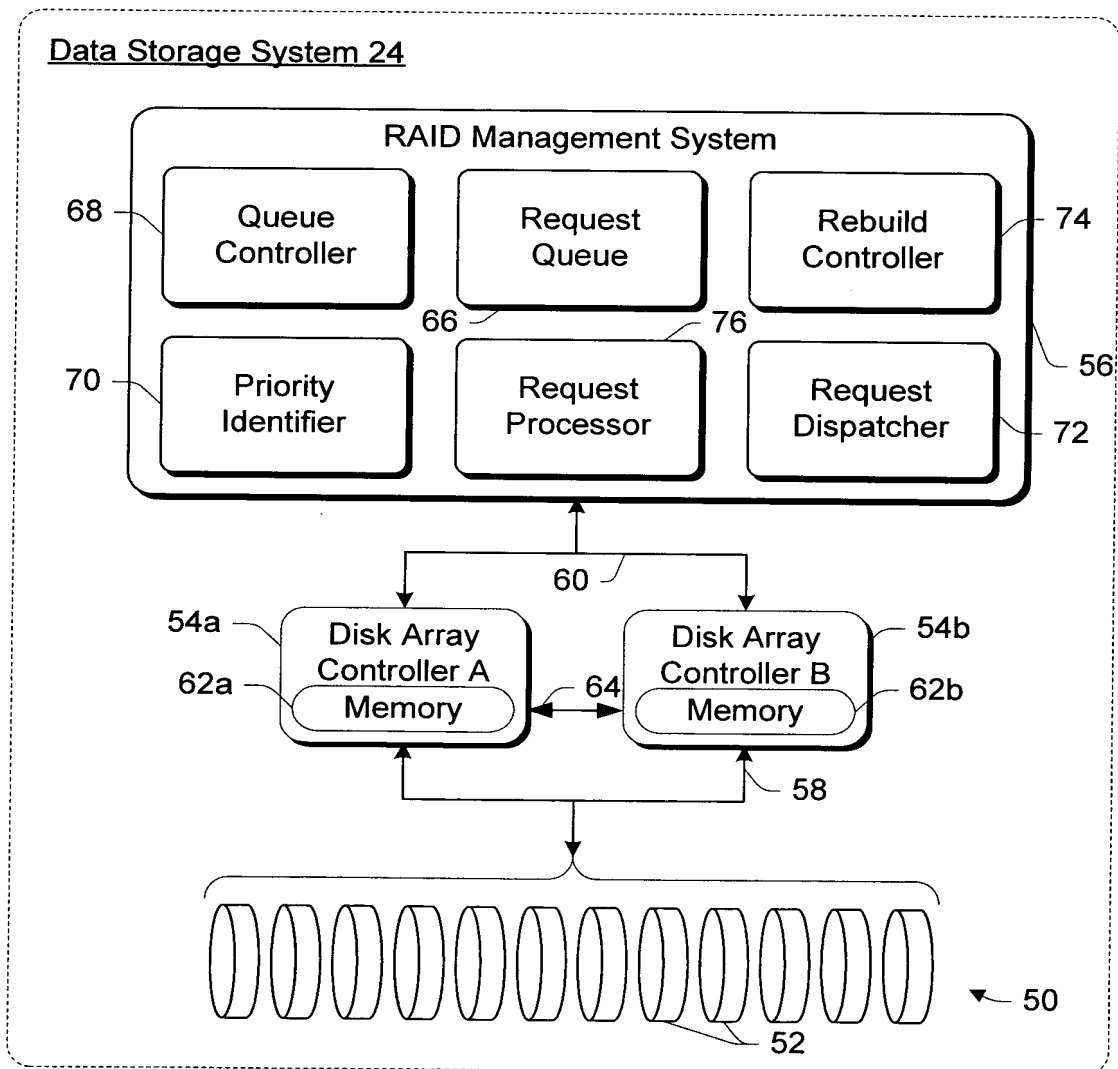 Data Storage System 24
RAID Management System
68
Queue
Controller
Request
Queue
Rebuild
Controller
74
66
76
56
70
Priority
Identifier
Request
Processor
Request
Dispatcher
72
60
54a
Disk Array
Controller A
62a
Memory
64
Disk Array
Controller B
Memory
54b
62b
58
52
50